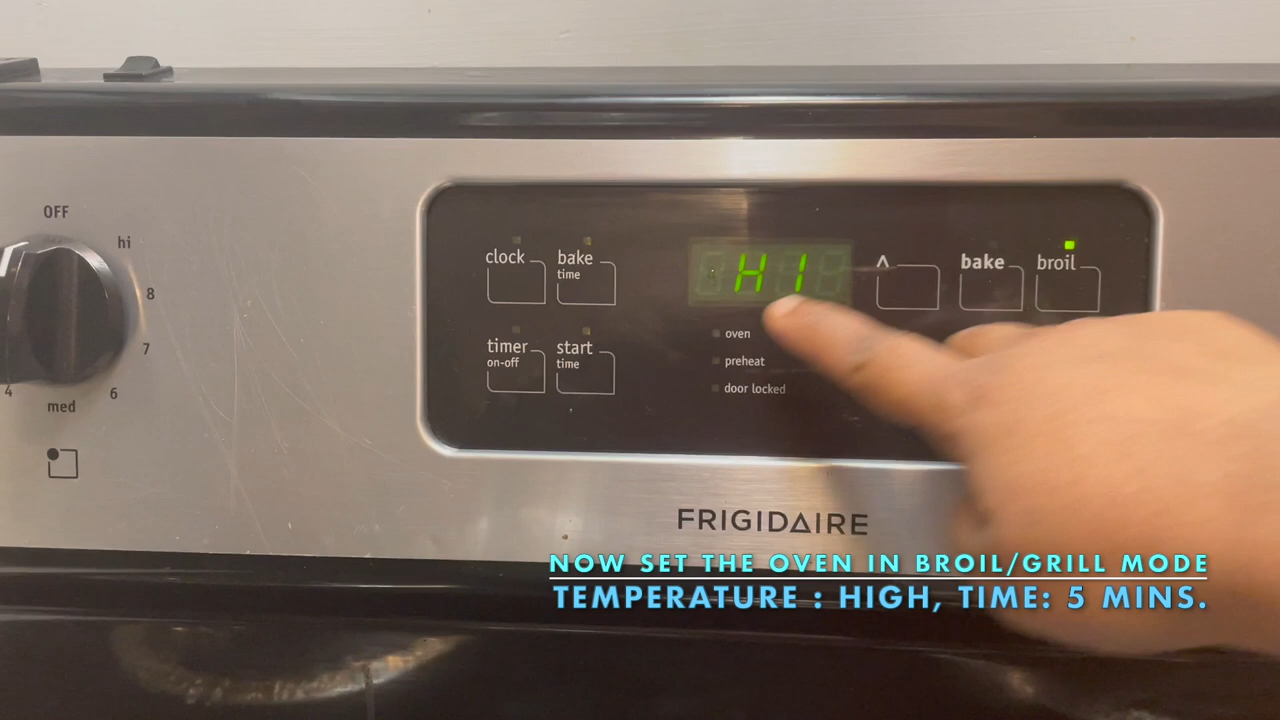 OFF
hi
8
7
6
med
4
clock
bake
time
timer
on-off
start
time
HI
oven
preheat
door locked
^
bake
broil
FRIGIDAIRE
NOW SET THE OVEN IN BROIL/GRILL MODE
TEMPERATURE : HIGH, TIME: 5 MINS.